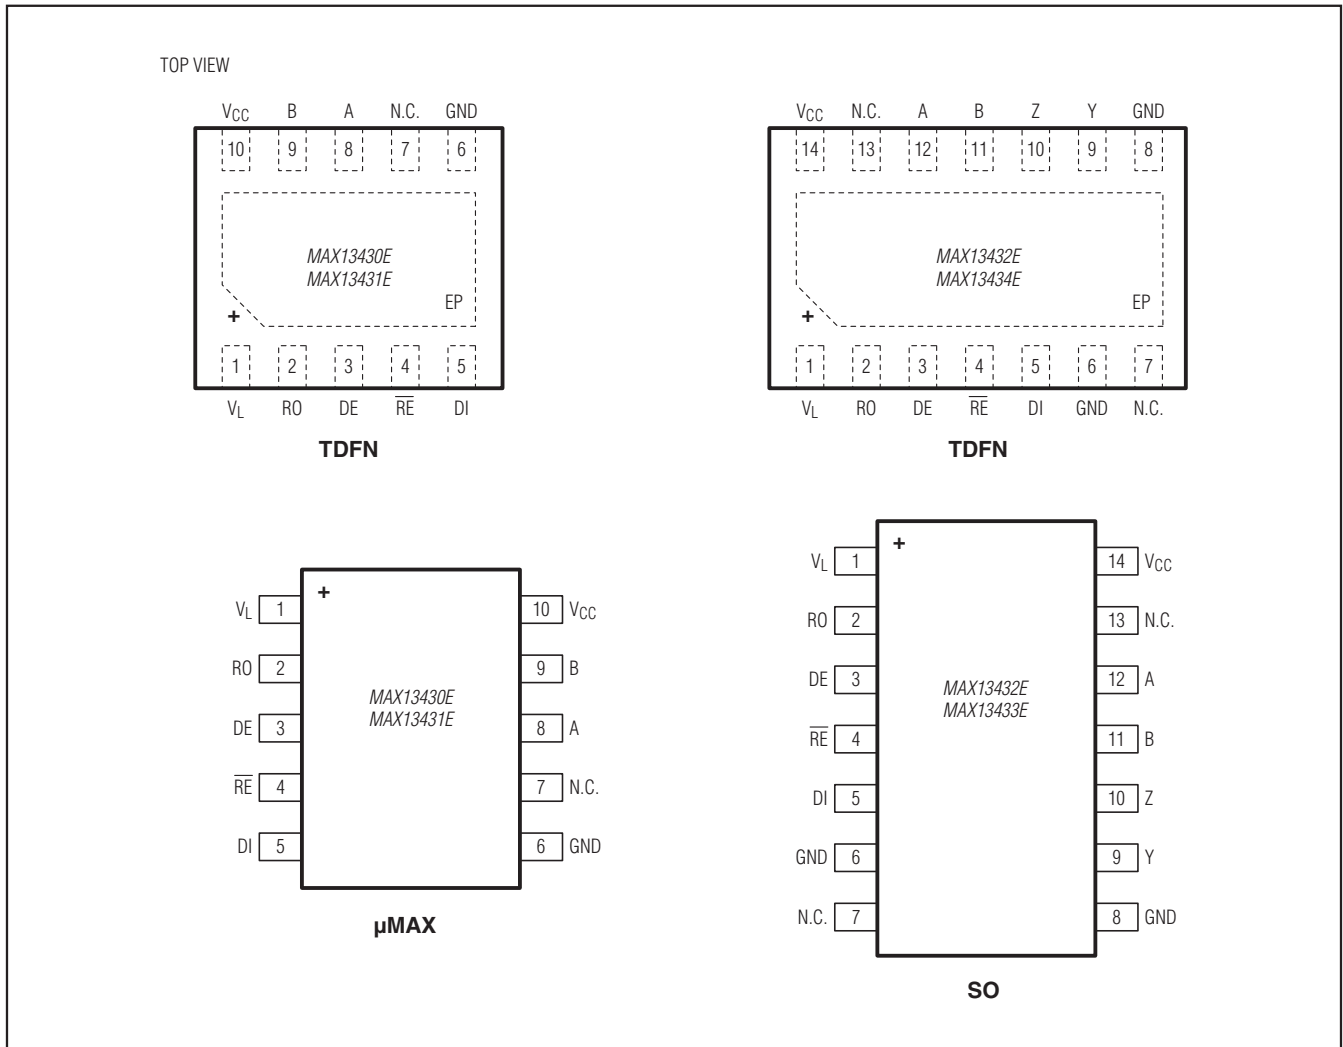 TOP VIEW
VCC B A N.C. GND
10 9 8 7 6
MAX13430E
MAX13431E
EP
+
1 2 3 4 5
VL RO DE R̅E̅ DI
TDFN
VCC N.C. A B Z Y GND
14 13 12 11 10 9 8
MAX13432E
MAX13434E
EP
+
1 2 3 4 5 6 7
VL RO DE R̅E̅ DI GND N.C.
TDFN
+
VL 1 10 VCC
RO 2 9 B
MAX13430E
MAX13431E
DE 3 8 A
R̅E̅ 4 7 N.C.
DI 5 6 GND
µMAX
+
VL 1 14 VCC
RO 2 13 N.C.
DE 3 12 A
MAX13432E
MAX13433E
R̅E̅ 4 11 B
DI 5 10 Z
GND 6 9 Y
N.C. 7 8 GND
SO